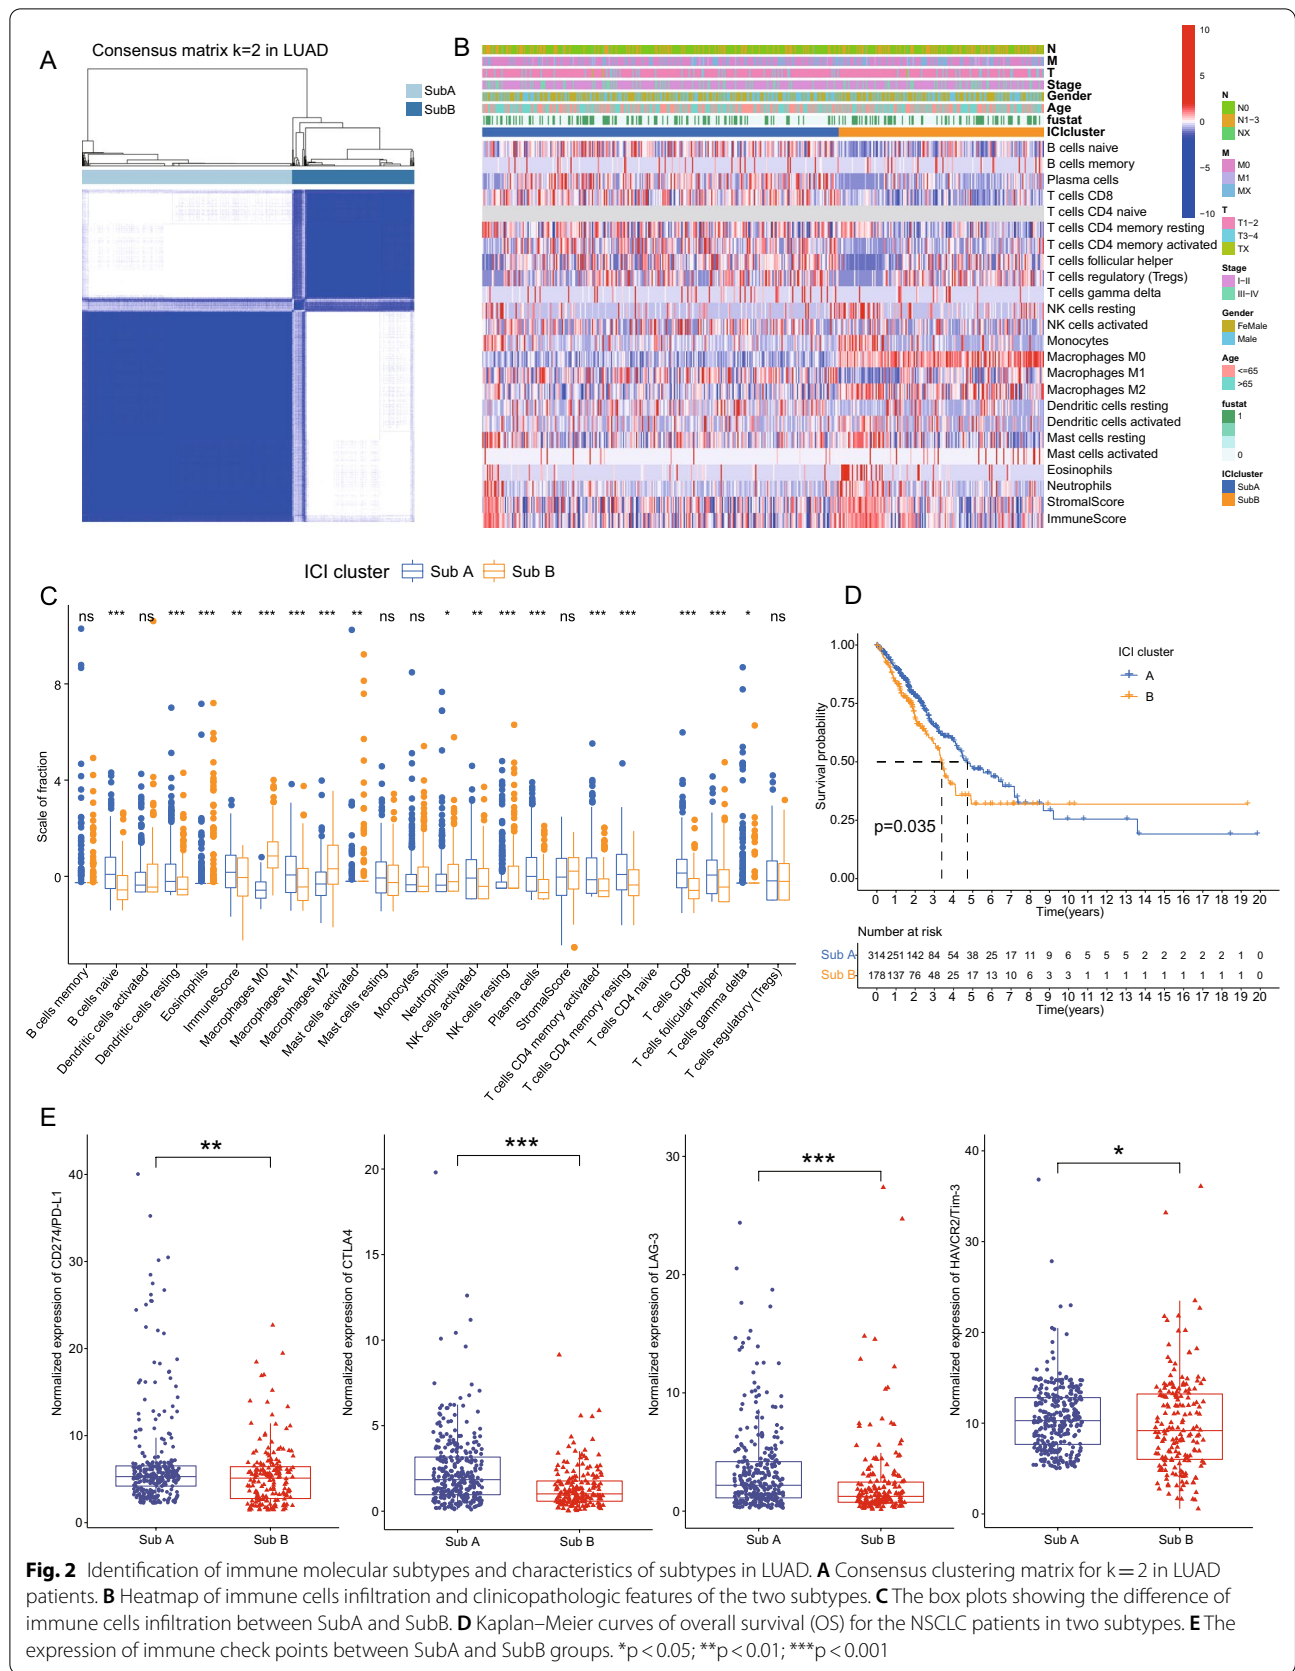 A
Consensus matrix k=2 in LUAD
SubA
SubB
B
N
M
T
Stage
Gender
Age
fustat
ICIcluster
B cells naive
B cells memory
Plasma cells
T cells CD8
T cells CD4 naive
T cells CD4 memory resting
T cells CD4 memory activated
T cells follicular helper
T cells regulatory (Tregs)
T cells gamma delta
NK cells resting
NK cells activated
Monocytes
Macrophages M0
Macrophages M1
Macrophages M2
Dendritic cells resting
Dendritic cells activated
Mast cells resting
Mast cells activated
Eosinophils
Neutrophils
StromalScore
ImmuneScore
10
5
0
−5
−10
N
N0
N1−3
NX
M
M0
M1
MX
T
T1−2
T3−4
TX
Stage
I−II
III−IV
Gender
FeMale
Male
Age
<=65
>65
fustat
1
0
ICIcluster
SubA
SubB
C
ICI cluster Sub A Sub B
ns *** ns *** *** ** *** *** *** ** ns ns * ** *** *** ns *** *** *** *** * ns
Scale of fraction
8
4
0
B cells memory
B cells naive
Dendritic cells activated
Dendritic cells resting
Eosinophils
ImmuneScore
Macrophages M0
Macrophages M1
Macrophages M2
Mast cells activated
Mast cells resting
Monocytes
Neutrophils
NK cells activated
NK cells resting
Plasma cells
StromalScore
T cells CD4 memory activated
T cells CD4 memory resting
T cells CD4 naive
T cells CD8
T cells follicular helper
T cells gamma delta
T cells regulatory (Tregs)
D
ICI cluster
A
B
Survival probability
1.00
0.75
0.50
0.25
0.00
p=0.035
0 1 2 3 4 5 6 7 8 9 10 11 12 13 14 15 16 17 18 19 20
Time(years)
Number at risk
Sub A 314 251 142 84 54 38 25 17 11 9 6 5 5 5 2 2 2 2 2 1 0
Sub B 178 137 76 48 25 17 13 10 6 3 3 1 1 1 1 1 1 1 1 1 0
0 1 2 3 4 5 6 7 8 9 10 11 12 13 14 15 16 17 18 19 20
Time(years)
E
Normalized expression of CD274/PD-L1
40
30
20
10
0
**
Sub A Sub B
Normalized expression of CTLA4
20
15
10
5
0
***
Sub A Sub B
Normalized expression of LAG-3
30
20
10
0
***
Sub A Sub B
Normalized expression of HAVCR2/Tim-3
40
30
20
10
0
*
Sub A Sub B
Fig. 2 Identification of immune molecular subtypes and characteristics of subtypes in LUAD. A Consensus clustering matrix for k = 2 in LUAD
patients. B Heatmap of immune cells infiltration and clinicopathologic features of the two subtypes. C The box plots showing the difference of
immune cells infiltration between SubA and SubB. D Kaplan–Meier curves of overall survival (OS) for the NSCLC patients in two subtypes. E The
expression of immune check points between SubA and SubB groups. *p < 0.05; **p < 0.01; ***p < 0.001